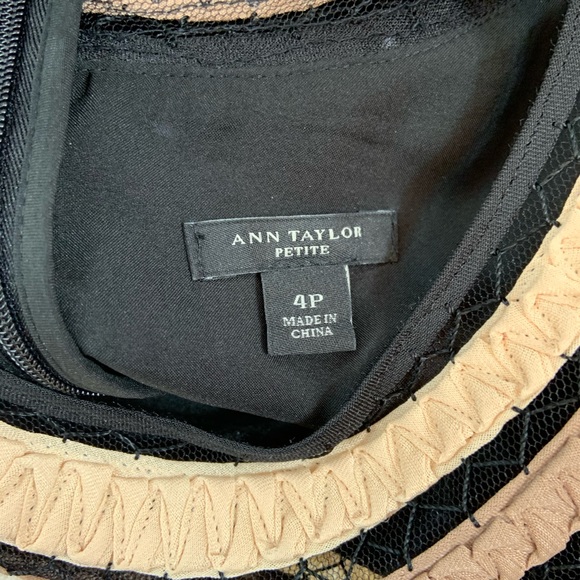 ANN TAYLOR
PETITE
4P
MADE IN
CHINA